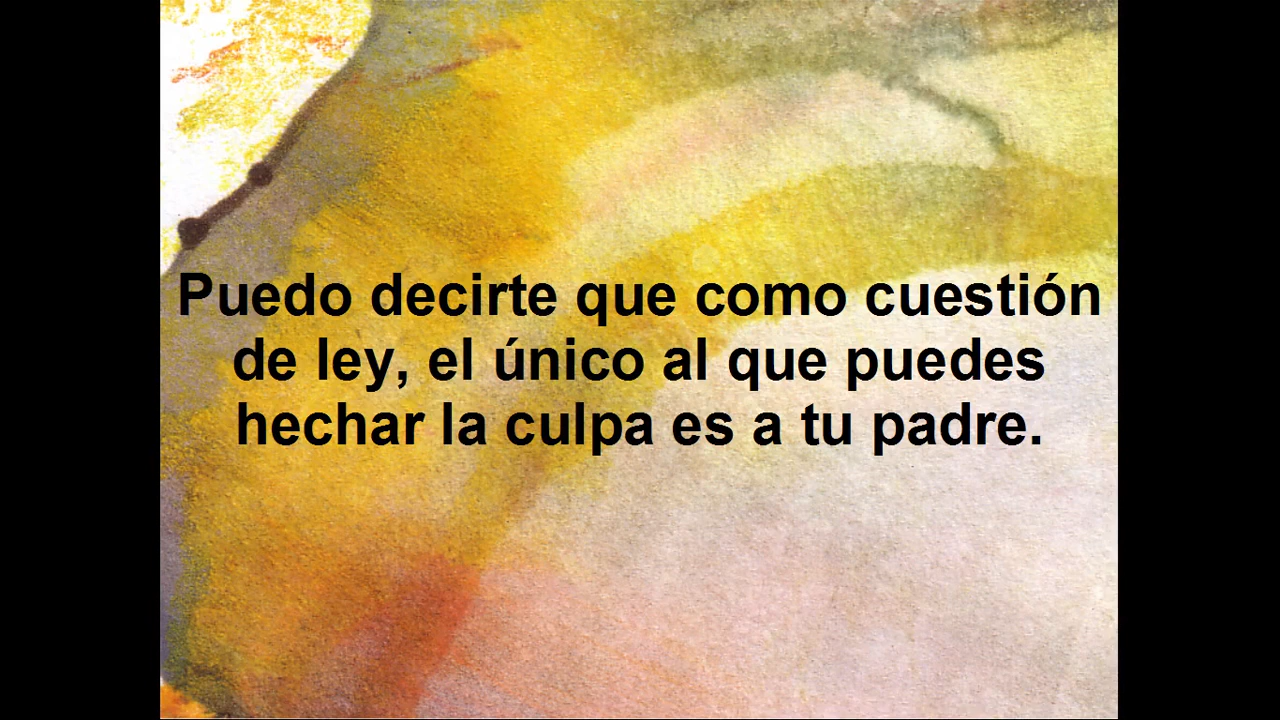 Puedo decirte que como cuestión
de ley, el único al que puedes
hechar la culpa es a tu padre.